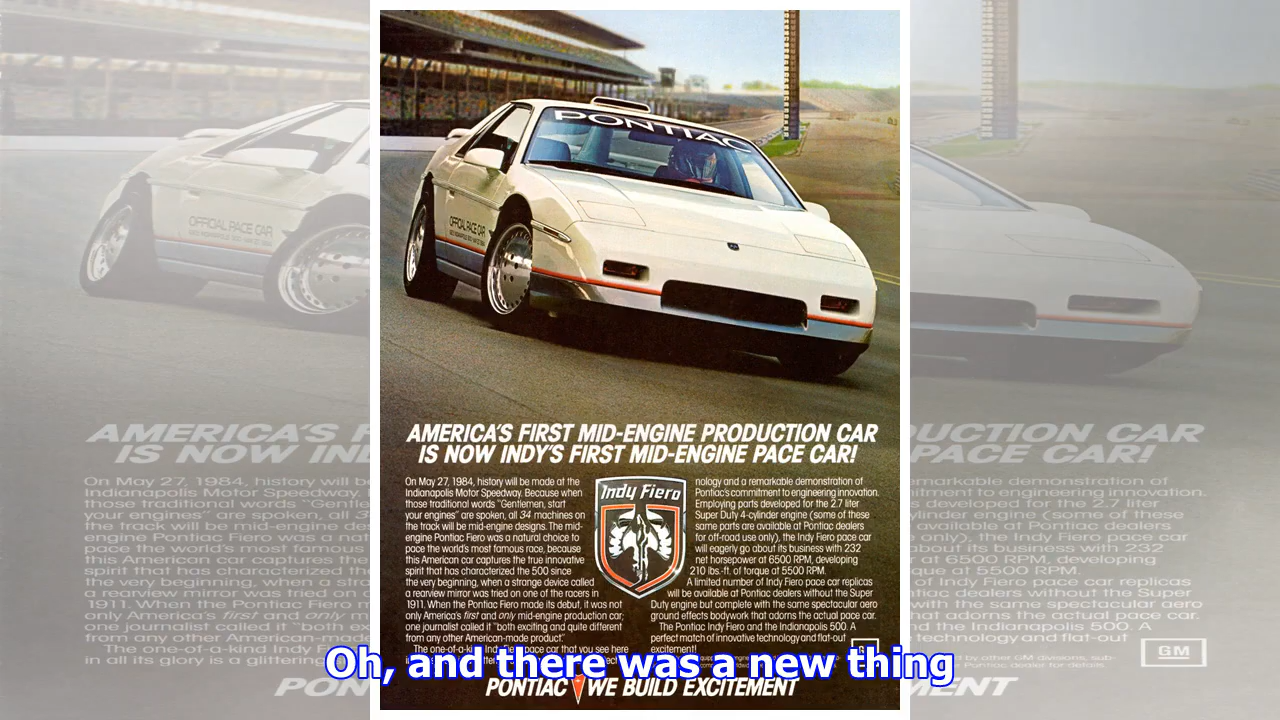 PONTIAC
OFFICIAL PACE CAR
AMERICA'S FIRST MID-ENGINE PRODUCTION CAR
IS NOW INDY'S FIRST MID-ENGINE PACE CAR!
On May 27, 1984, history will be made at the
Indianapolis Motor Speedway. Because when
those traditional words "Gentlemen, start
your engines" are spoken, all 34 machines on
the track will be mid-engine designs. The mid-
engine Pontiac Fiero was a natural choice to
pace the world's most famous race, because
this American car captures the true innovative
spirit that has characterized the 500 since
the very beginning, when a strange device called
a rearview mirror was tried on one of the racers in
1911. When the Pontiac Fiero made its debut, it was not
only America's first and only mid-engine production car;
one journalist called it "both exciting and quite different
from any other American-made product."
The one-of-a-kind Indy Fiero pace car that you see here
Indy Fiero
nology and a remarkable demonstration of
Pontiac's commitment to engineering innovation.
Employing parts developed for the 2.7 liter
Super Duty 4-cylinder engine (some of these
same parts are available at Pontiac dealers
for off-road use only), the Indy Fiero pace car
will eagerly go about its business with 232
net horsepower at 6500 RPM, developing
210 lbs.-ft. of torque at 5500 RPM.
A limited number of Indy Fiero pace car replicas
will be available at Pontiac dealers without the Super
Duty engine but complete with the same spectacular aero
ground effects bodywork that adorns the actual pace car.
The Pontiac Indy Fiero and the Indianapolis 500. A
perfect match of innovative technology and flat-out
excitement!
GM
Oh, and there was a new thing
PONTIAC WE BUILD EXCITEMENT